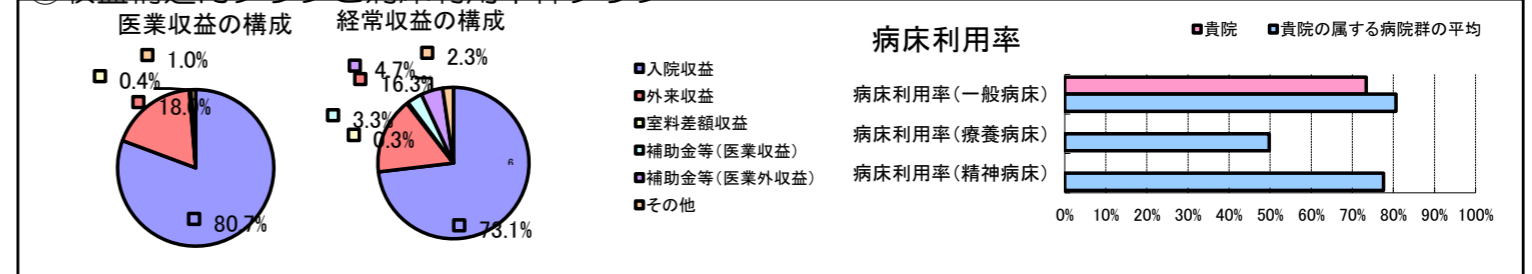 医業収益の構成
1.0%
0.4%
80.7%
経常収益の構成
4.7%
2.3%
16.3%
3.3%
0.3%
6
73.1%
入院収益
外来収益
室料差額収益
補助金等(医業収益)
補助金等(医業外収益)
その他
病床利用率
貴院 貴院の属する病院群の平均
病床利用率(一般病床)
病床利用率(療養病床)
病床利用率(精神病床)
0% 10% 20% 30% 40% 50% 60% 70% 80% 90% 100%